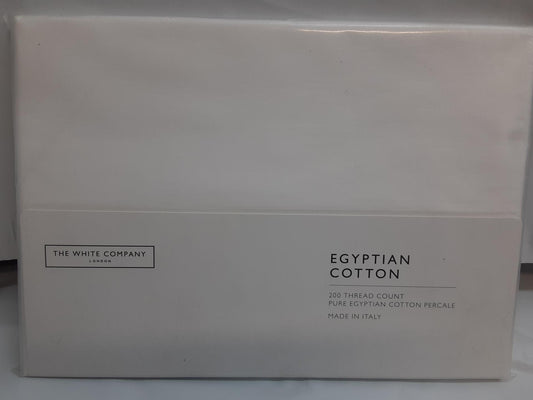 THE WHITE COMPANY
LONDON
EGYPTIAN
COTTON
200 THREAD COUNT
PURE EGYPTIAN COTTON PERCALE
MADE IN ITALY